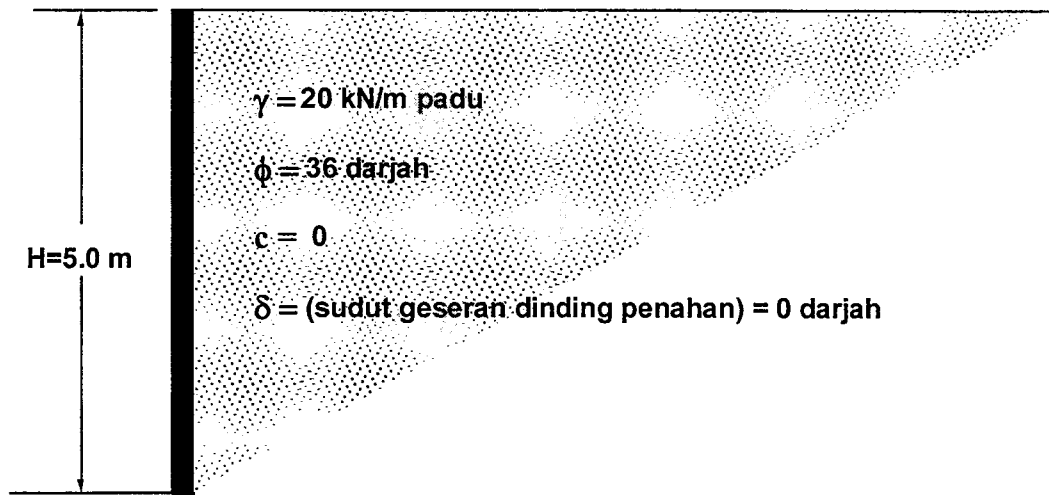 γ = 20 kN/m padu
ϕ = 36 darjah
c = 0
H=5.0 m
δ = (sudut geseran dinding penahan) = 0 darjah